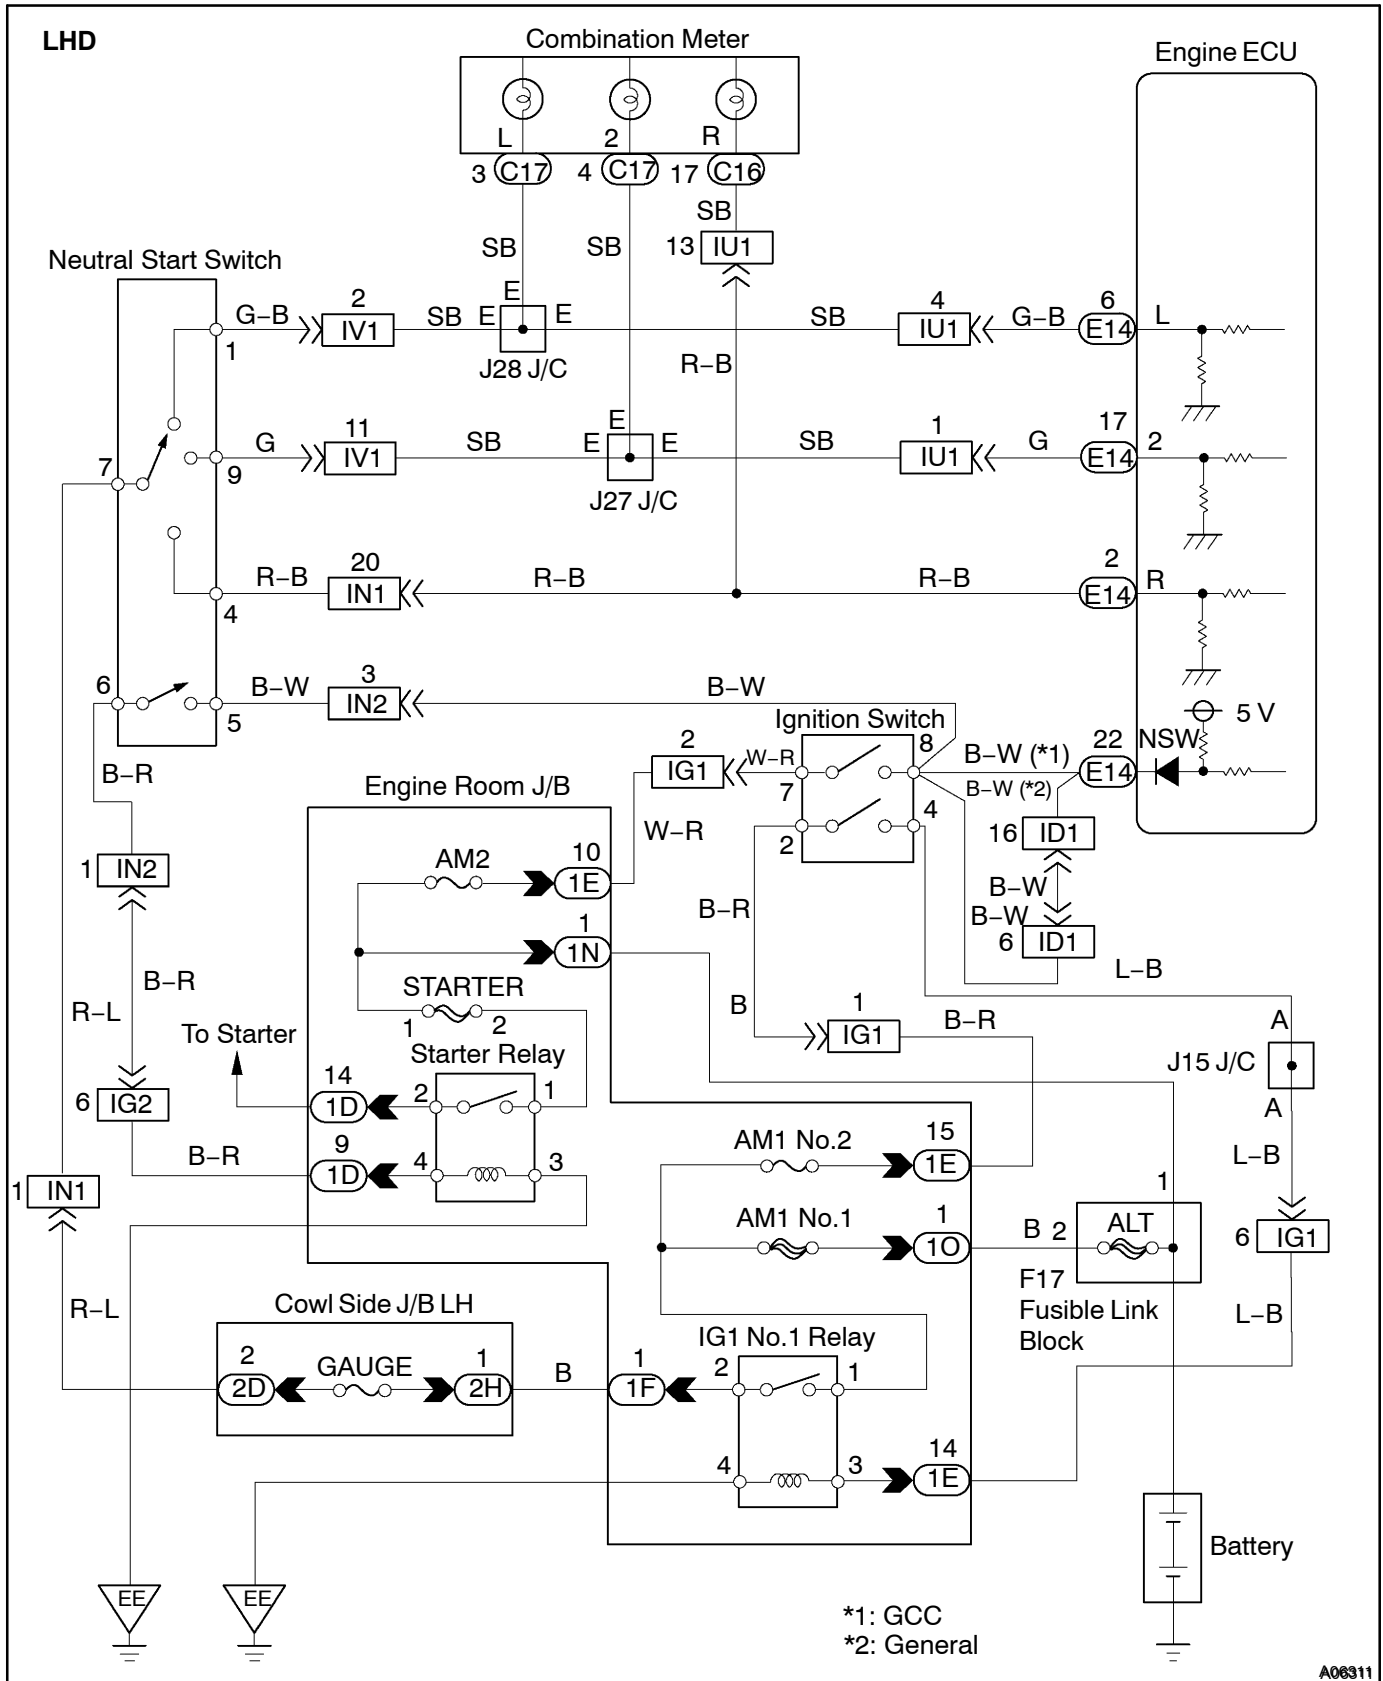 LHD
Combination Meter
Engine ECU
L
2
R
3
C17
4
C17
17
C16
SB
SB
SB
13
IU1
Neutral Start Switch
G–B
2
IV1
SB
E
E
E
J28 J/C
SB
4
IU1
G–B
6
E14
L
1
R–B
7
G
9
11
IV1
SB
E
E
E
J27 J/C
SB
1
IU1
G
17
E14
2
R–B
4
20
IN1
R–B
R–B
2
E14
R
6
B–W
5
3
IN2
B–W
Ignition Switch
8
5 V
NSW
B–R
Engine Room J/B
2
IG1
W–R
7
B–W (*1)
22
E14
B–W (*2)
W–R
2
4
16
ID1
1
IN2
AM2
10
1E
B–R
B–W
B–W
6
ID1
1
1N
L–B
B–R
R–L
STARTER
1
2
B
1
IG1
B–R
A
J15 J/C
A
To Starter
Starter Relay
14
1D
2
1
6
IG2
B–R
9
1D
4
3
AM1 No.2
15
1E
L–B
1
1
IN1
AM1 No.1
1
1O
B
2
ALT
6
IG1
F17
Fusible Link
Block
R–L
Cowl Side J/B LH
L–B
IG1 No.1 Relay
2
2D
GAUGE
1
2H
B
1
1F
2
1
4
3
14
1E
Battery
EE
EE
*1: GCC
*2: General
A06311